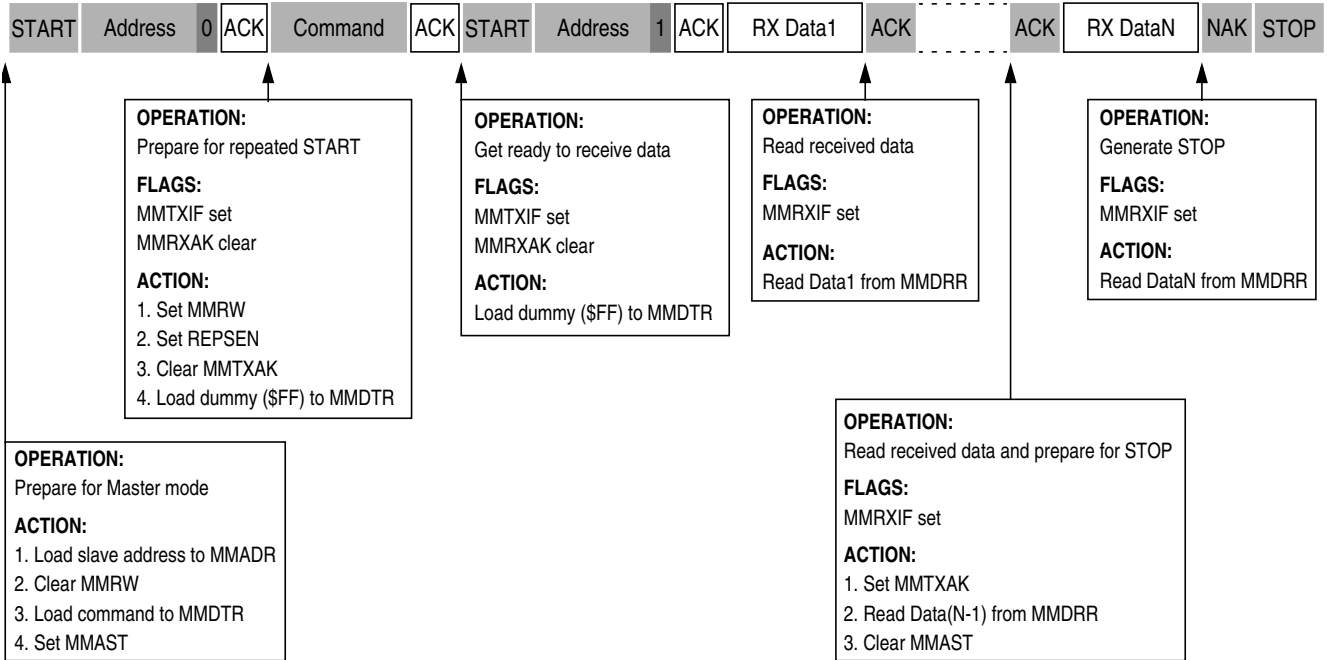 START Address 0 ACK Command ACK START Address 1 ACK RX Data1 ACK ACK RX DataN NAK STOP
OPERATION:
Prepare for repeated START
FLAGS:
MMTXIF set
MMRXAK clear
ACTION:
1. Set MMRW
2. Set REPSEN
3. Clear MMTXAK
4. Load dummy ($FF) to MMDTR
OPERATION:
Get ready to receive data
FLAGS:
MMTXIF set
MMRXAK clear
ACTION:
Load dummy ($FF) to MMDTR
OPERATION:
Read received data
FLAGS:
MMRXIF set
ACTION:
Read Data1 from MMDRR
OPERATION:
Generate STOP
FLAGS:
MMRXIF set
ACTION:
Read DataN from MMDRR
OPERATION:
Prepare for Master mode
ACTION:
1. Load slave address to MMADR
2. Clear MMRW
3. Load command to MMDTR
4. Set MMAST
OPERATION:
Read received data and prepare for STOP
FLAGS:
MMRXIF set
ACTION:
1. Set MMTXAK
2. Read Data(N-1) from MMDRR
3. Clear MMAST